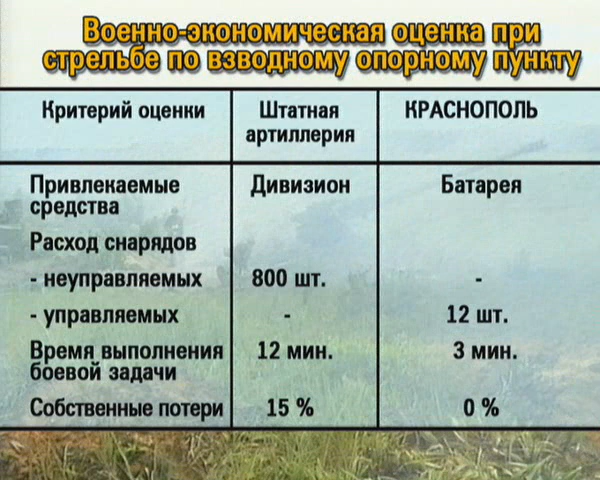 Военно-экономическая оценка при
стрельбе по взводному опорному пункту
Критерий оценки Штатная артиллерия КРАСНОПОЛЬ
Привлекаемые средства Дивизион Батарея
Расход снарядов
- неуправляемых 800 шт. -
- управляемых - 12 шт.
Время выполнения боевой задачи 12 мин. 3 мин.
Собственные потери 15 % 0 %